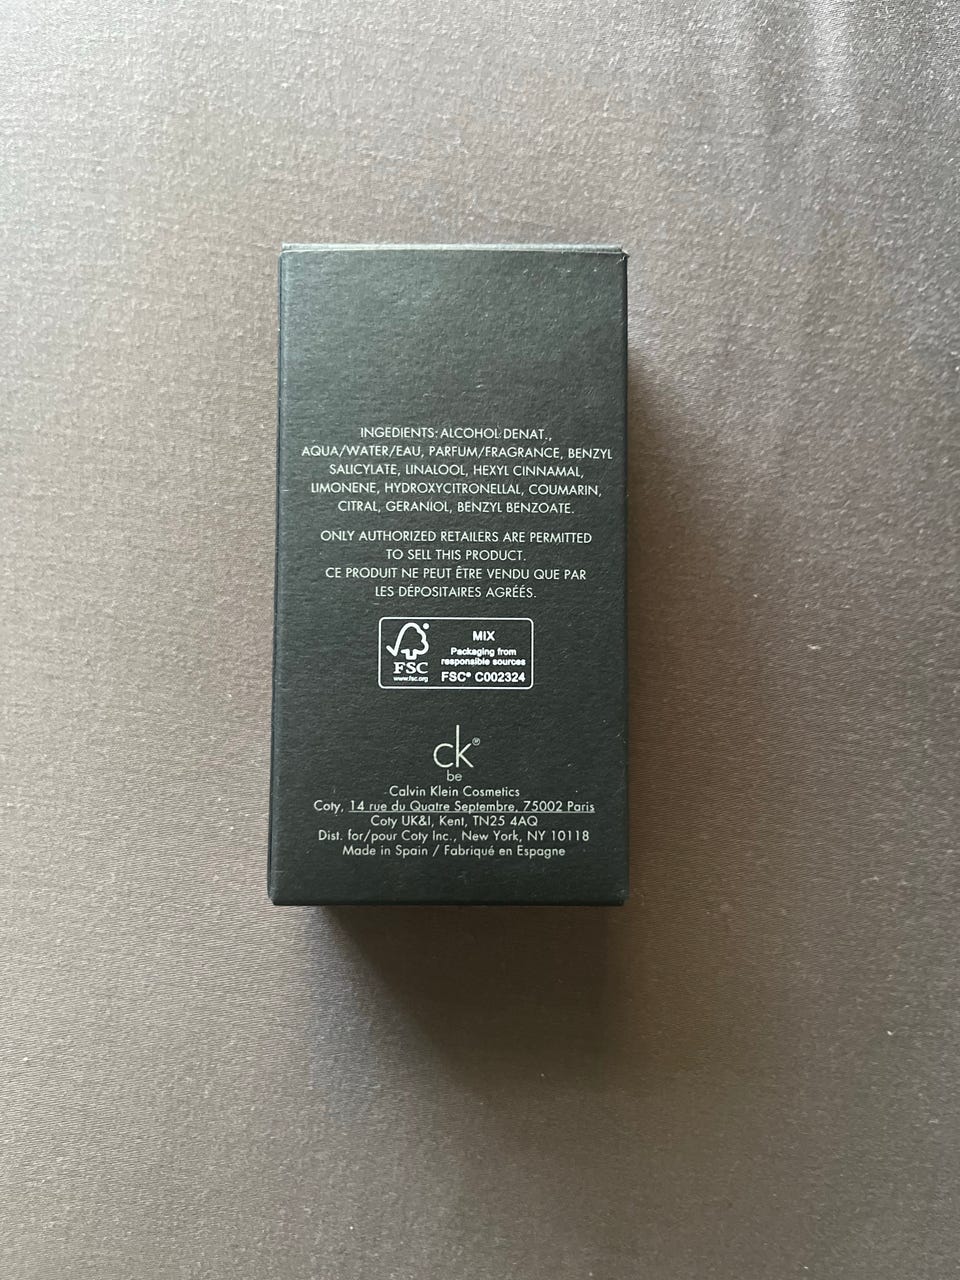 INGEDIENTS: ALCOHOL DENAT.,
AQUA/WATER/EAU, PARFUM/FRAGRANCE, BENZYL
SALICYLATE, LINALOOL, HEXYL CINNAMAL,
LIMONENE, HYDROXYCITRONELLAL, COUMARIN,
CITRAL, GERANIOL, BENZYL BENZOATE.
ONLY AUTHORIZED RETAILERS ARE PERMITTED
TO SELL THIS PRODUCT.
CE PRODUIT NE PEUT ÊTRE VENDU QUE PAR
LES DÉPOSITAIRES AGRÉÉS.
FSC
www.fsc.org
MIX
Packaging from
responsible sources
FSC® C002324
ck®
be
Calvin Klein Cosmetics
Coty, 14 rue du Quatre Septembre, 75002 Paris
Coty UK&I, Kent, TN25 4AQ
Dist. for/pour Coty Inc., New York, NY 10118
Made in Spain / Fabriqué en Espagne